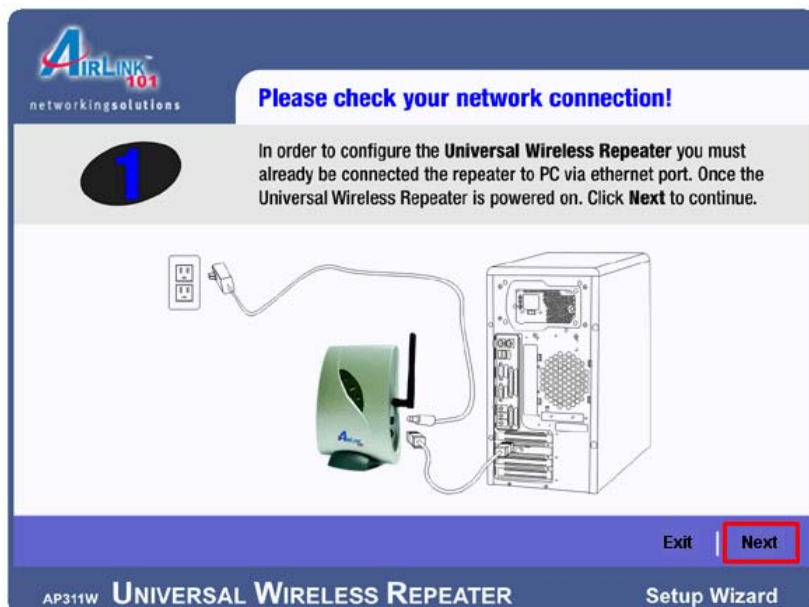 AIRLINK™
101
networkingsolutions
Please check your network connection!
1
In order to configure the Universal Wireless Repeater you must
already be connected the repeater to PC via ethernet port. Once the
Universal Wireless Repeater is powered on. Click Next to continue.
AIRLINK
101
Exit | Next
AP311W UNIVERSAL WIRELESS REPEATER
Setup Wizard